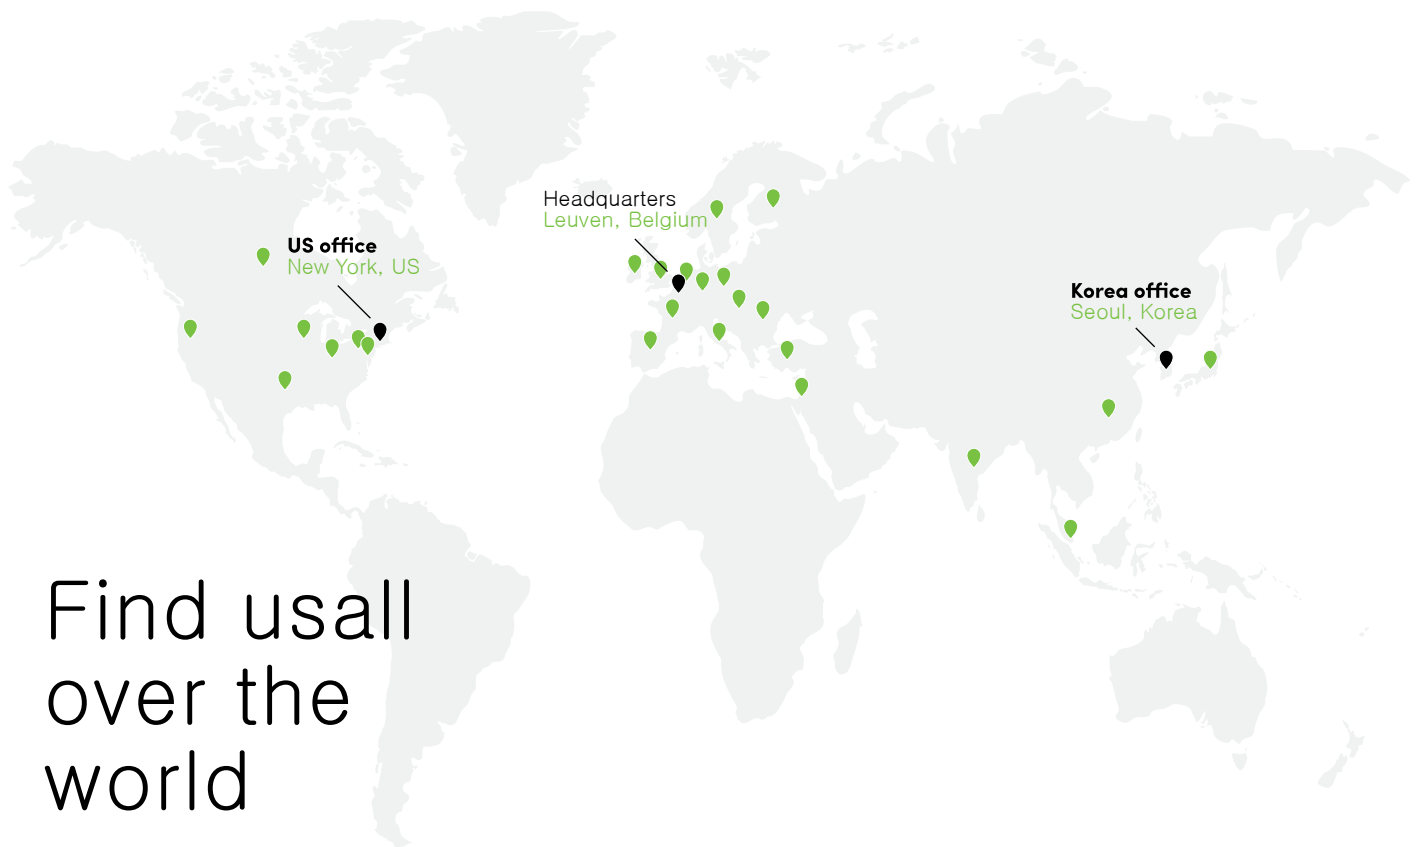 Headquarters
Leuven, Belgium
US office
New York, US
Korea office
Seoul, Korea
Find usall
over the
world